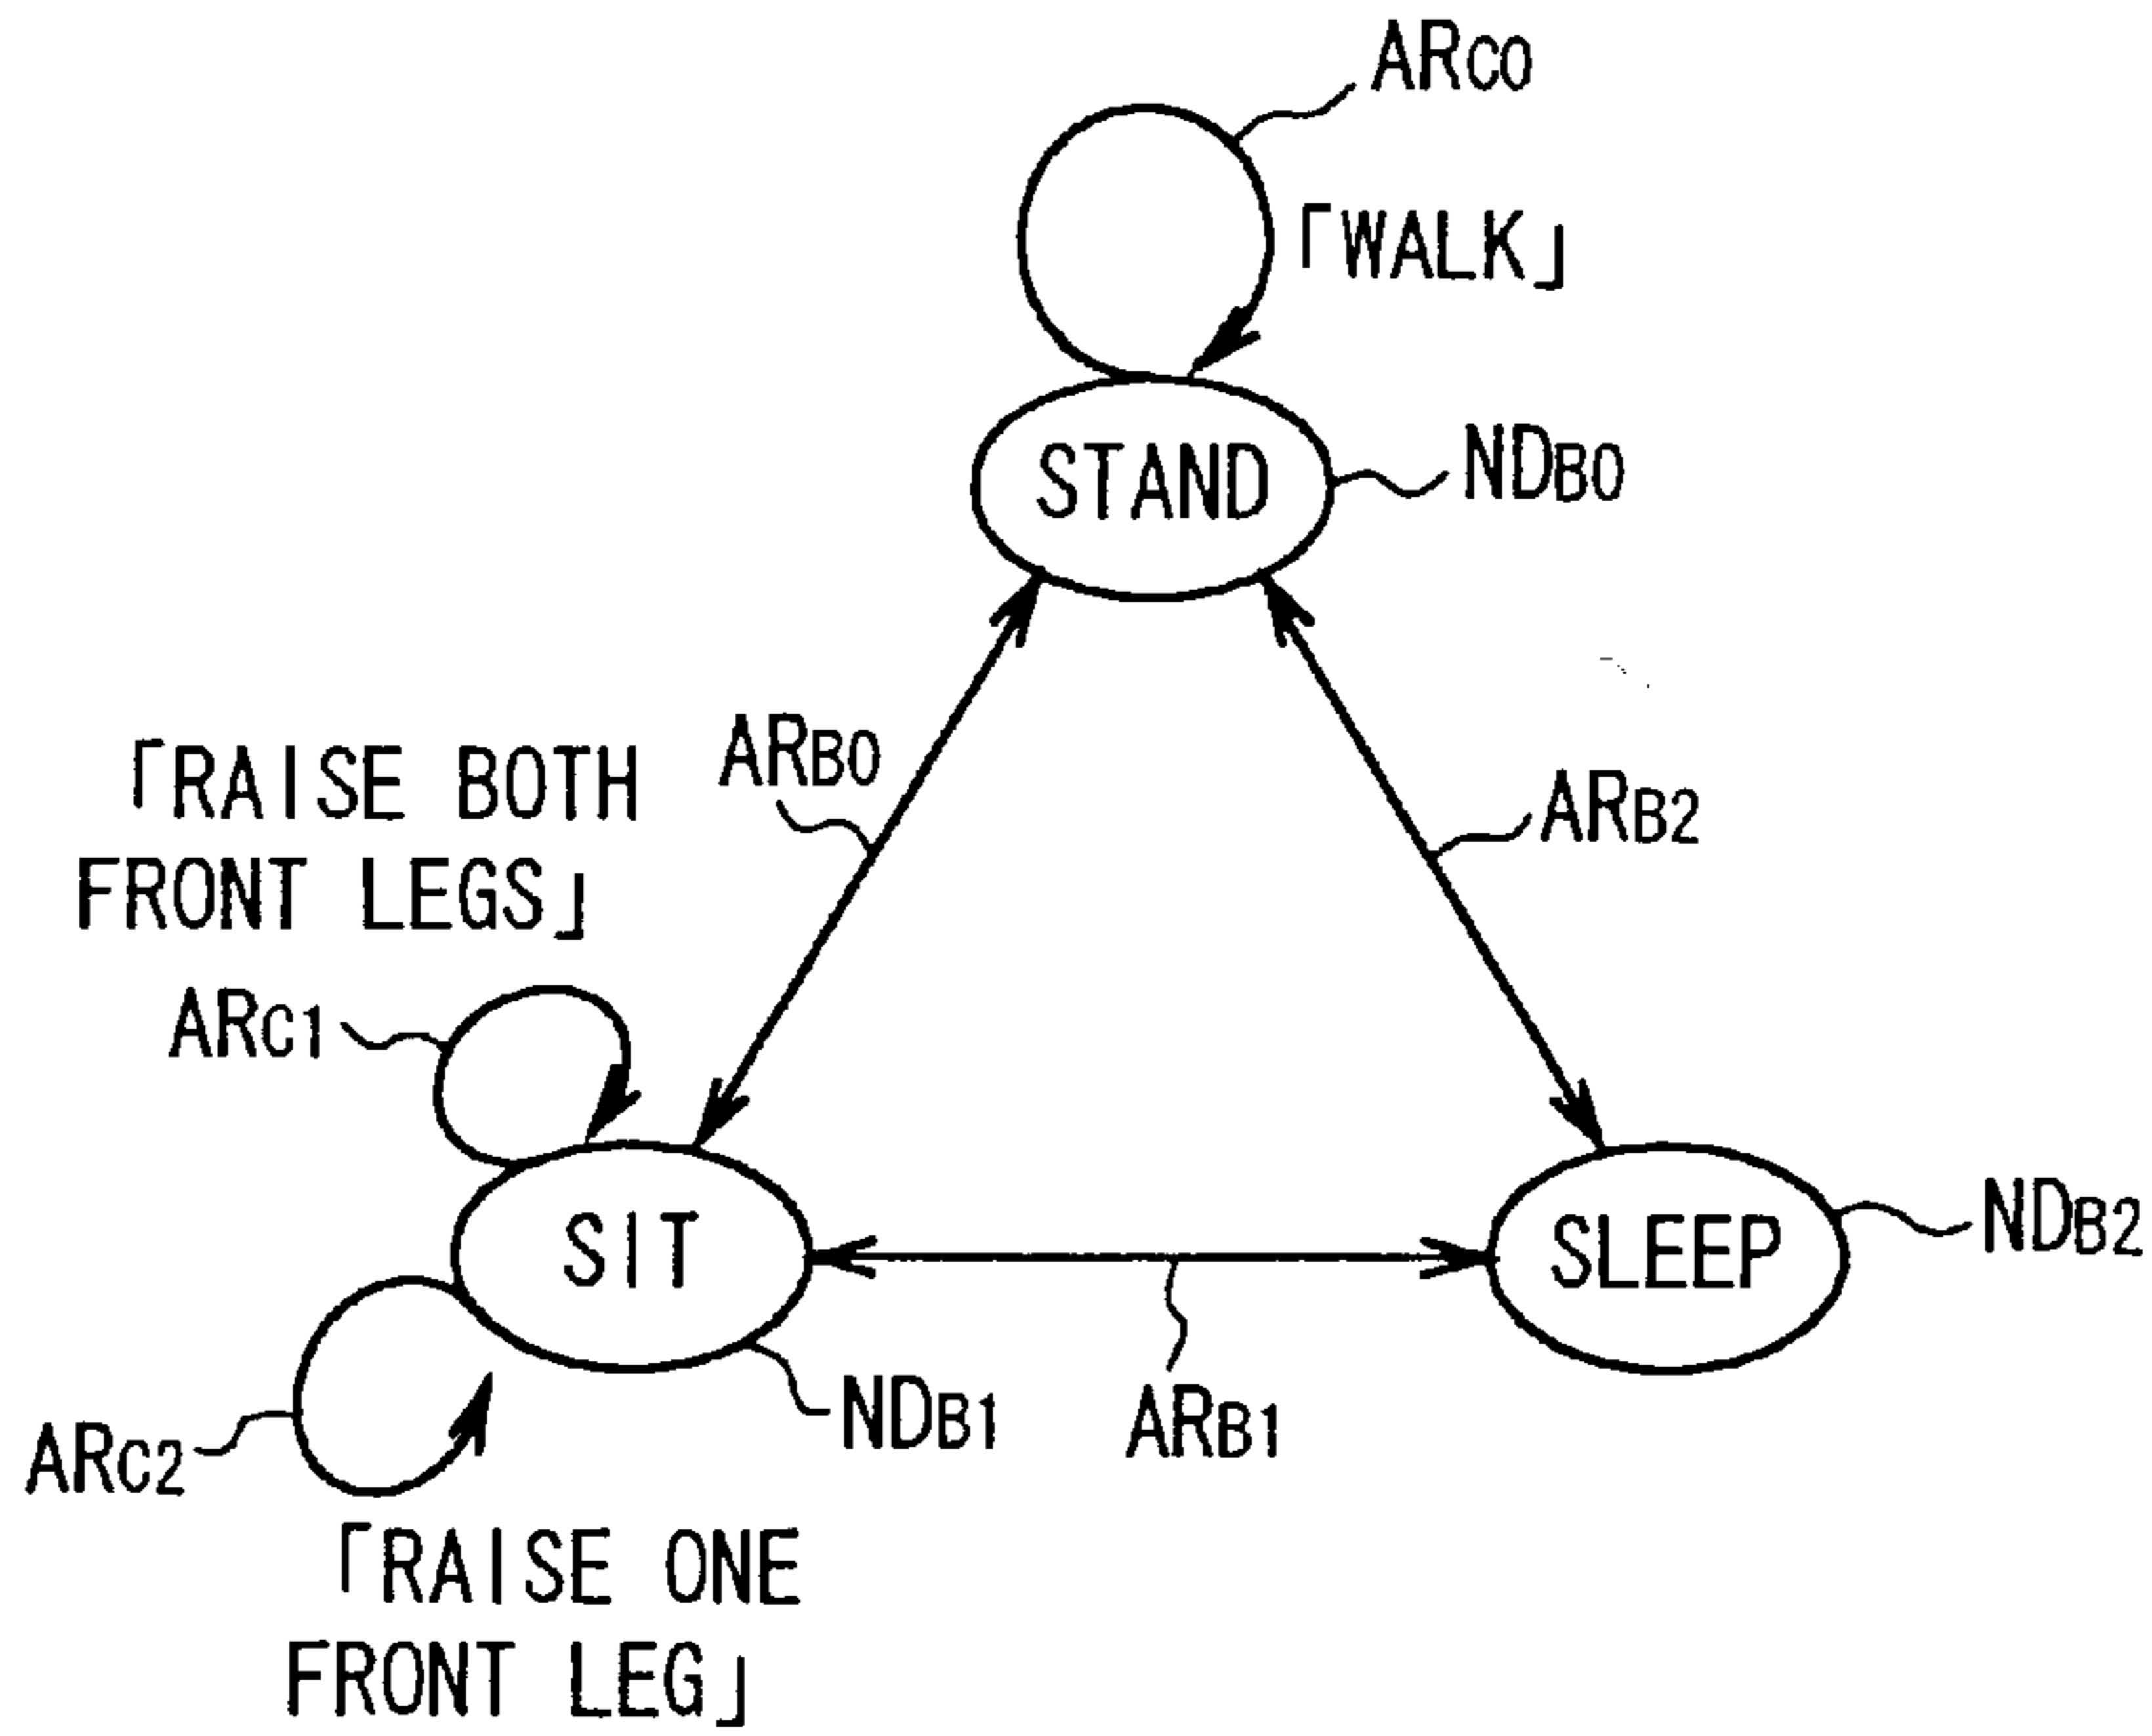 ARC0
「WALK」
STAND
NDB0
ARB0
ARB2
「RAISE BOTH
FRONT LEGS」
ARC1
SIT
SLEEP
NDB2
NDB1
ARB1
ARC2
「RAISE ONE
FRONT LEG」